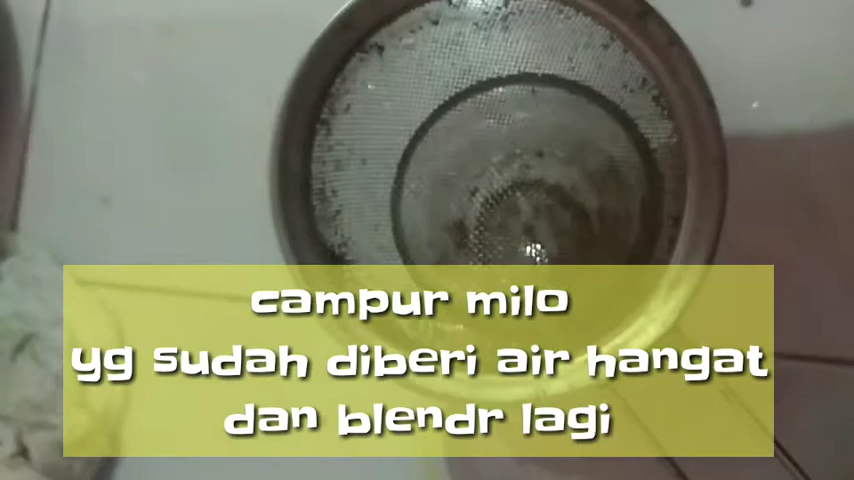 campur milo
yg sudah diberi air hangat
dan blendr lagi